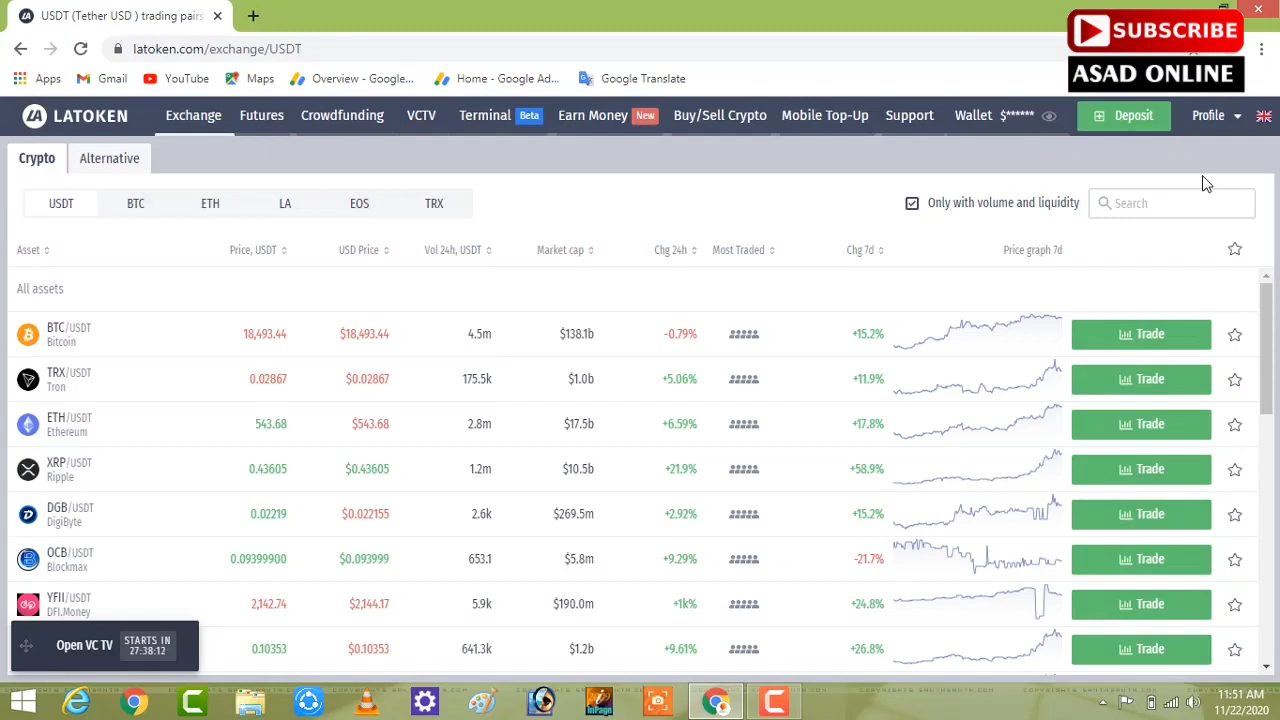 USDT (Tether USD ) trading pairs
latoken.com/exchange/USDT
Apps Gmail YouTube Maps Overview - Google... Home - Google Ad... Google Translate
SUBSCRIBE
ASAD ONLINE
LATOKEN Exchange Futures Crowdfunding VCTV Terminal Beta Earn Money New Buy/Sell Crypto Mobile Top-Up Support Wallet $****** Deposit Profile
Crypto Alternative
USDT BTC ETH LA EOS TRX Only with volume and liquidity Search
Asset Price, USDT USD Price Vol 24h, USDT Market cap Chg 24h Most Traded Chg 7d Price graph 7d
All assets
BTC/USDT 18,493.44 $18,493.44 4.5m $138.1b -0.79% +15.2% Trade
Bitcoin
TRX/USDT 0.02867 $0.02867 175.5k $1.0b +5.06% +11.9% Trade
Tron
ETH/USDT 543.68 $543.68 2.8m $17.5b +6.59% +17.8% Trade
Ethereum
XRP/USDT 0.43605 $0.43605 1.2m $10.5b +21.9% +58.9% Trade
Ripple
DGB/USDT 0.02219 $0.022155 2.6k $269.5m +2.92% +15.2% Trade
DigiByte
OCB/USDT 0.09399900 $0.093999 653.1 $5.8m +9.29% -21.7% Trade
Blockmax
YFII/USDT 2,142.74 $2,144.17 5.9k $190.0m +1k% +24.8% Trade
DFI.Money
Open VC TV STARTS IN
27:38:12
0.10353 $0.10353 641.3k $1.2b +9.61% +26.8% Trade
InPage
11:51 AM
11/22/2020